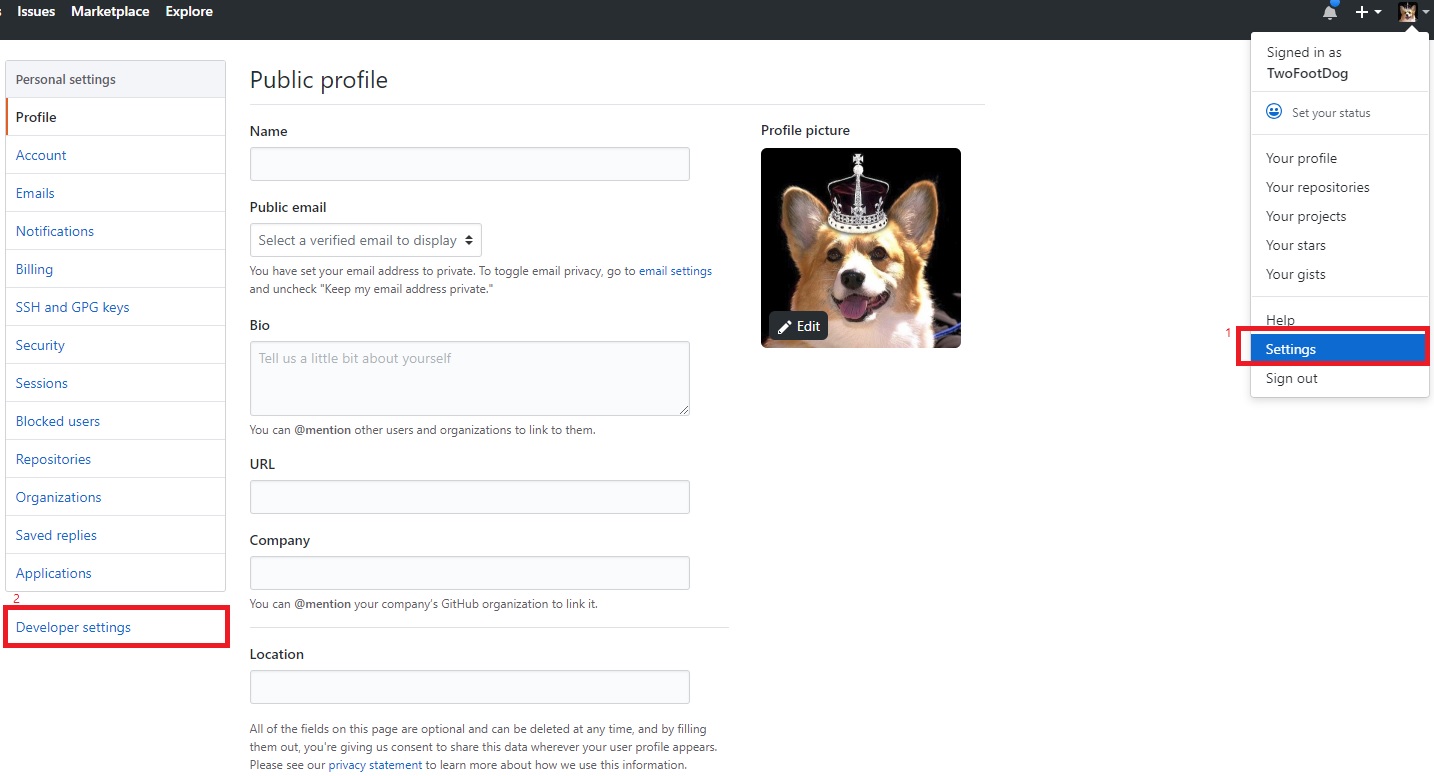 Issues Marketplace Explore
Signed in as
TwoFootDog
Set your status
Your profile
Your repositories
Your projects
Your stars
Your gists
Help
1
Settings
Sign out
Personal settings
Profile
Account
Emails
Notifications
Billing
SSH and GPG keys
Security
Sessions
Blocked users
Repositories
Organizations
Saved replies
Applications
2
Developer settings
Public profile
Name
Public email
Select a verified email to display
You have set your email address to private. To toggle email privacy, go to email settings
and uncheck "Keep my email address private."
Bio
Tell us a little bit about yourself
You can @mention other users and organizations to link to them.
URL
Company
You can @mention your company's GitHub organization to link it.
Location
All of the fields on this page are optional and can be deleted at any time, and by filling
them out, you're giving us consent to share this data wherever your user profile appears.
Please see our privacy statement to learn more about how we use this information.
Profile picture
Edit